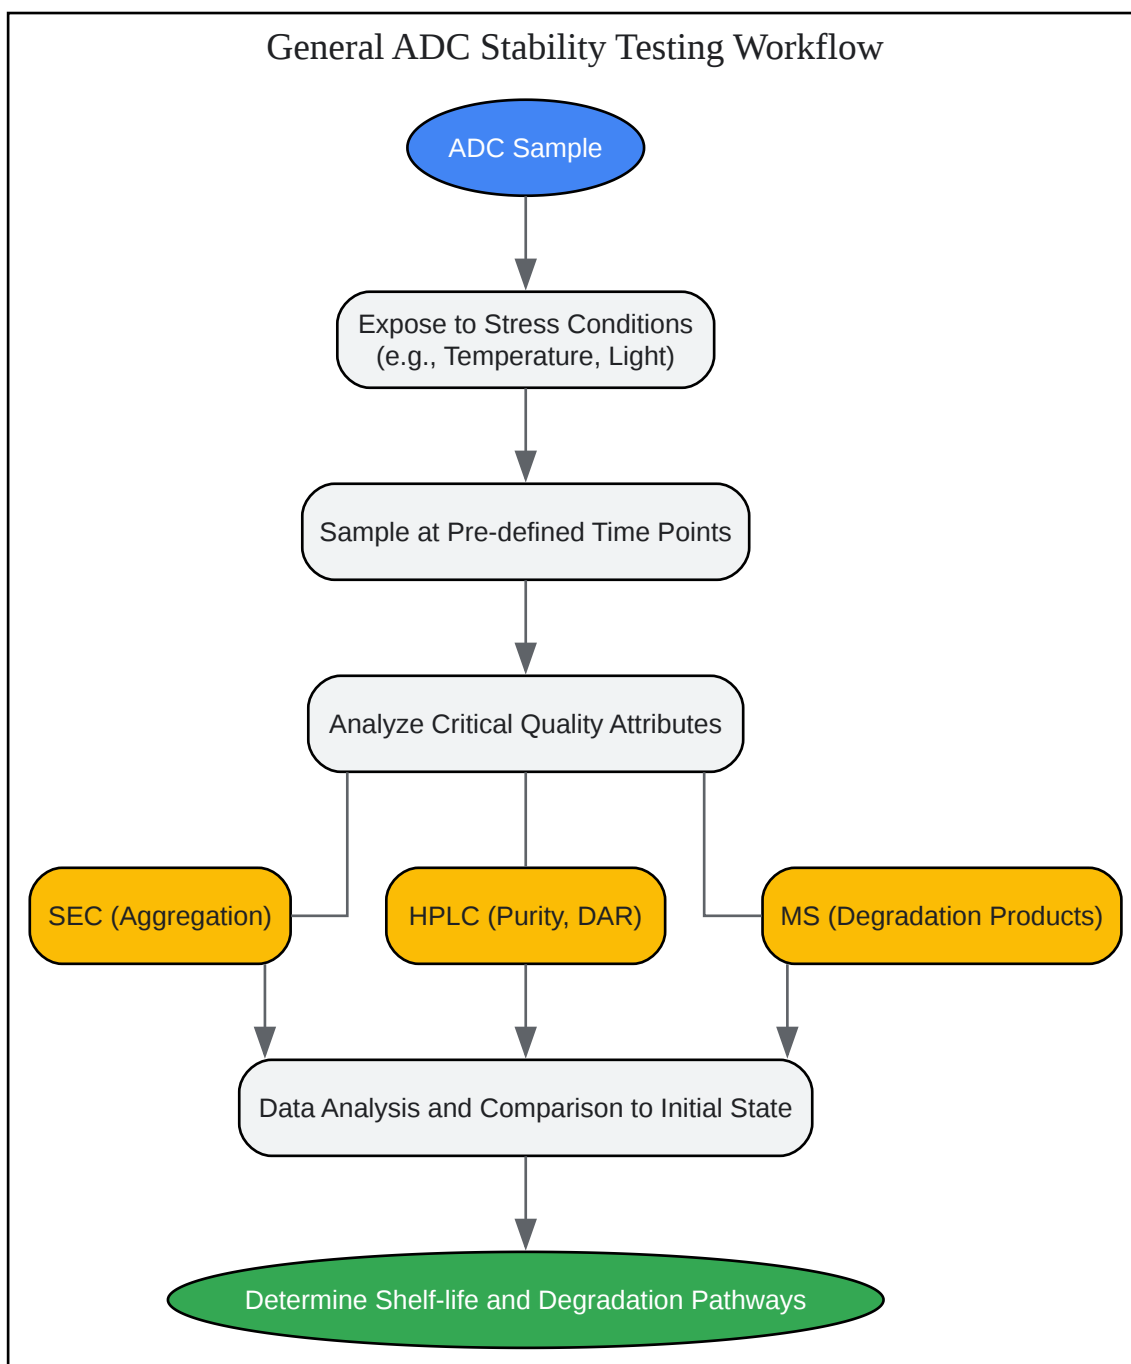 General ADC Stability Testing Workflow
ADC Sample
Expose to Stress Conditions
(e.g., Temperature, Light)
Sample at Pre-defined Time Points
Analyze Critical Quality Attributes
SEC (Aggregation)
HPLC (Purity, DAR)
MS (Degradation Products)
Data Analysis and Comparison to Initial State
Determine Shelf-life and Degradation Pathways